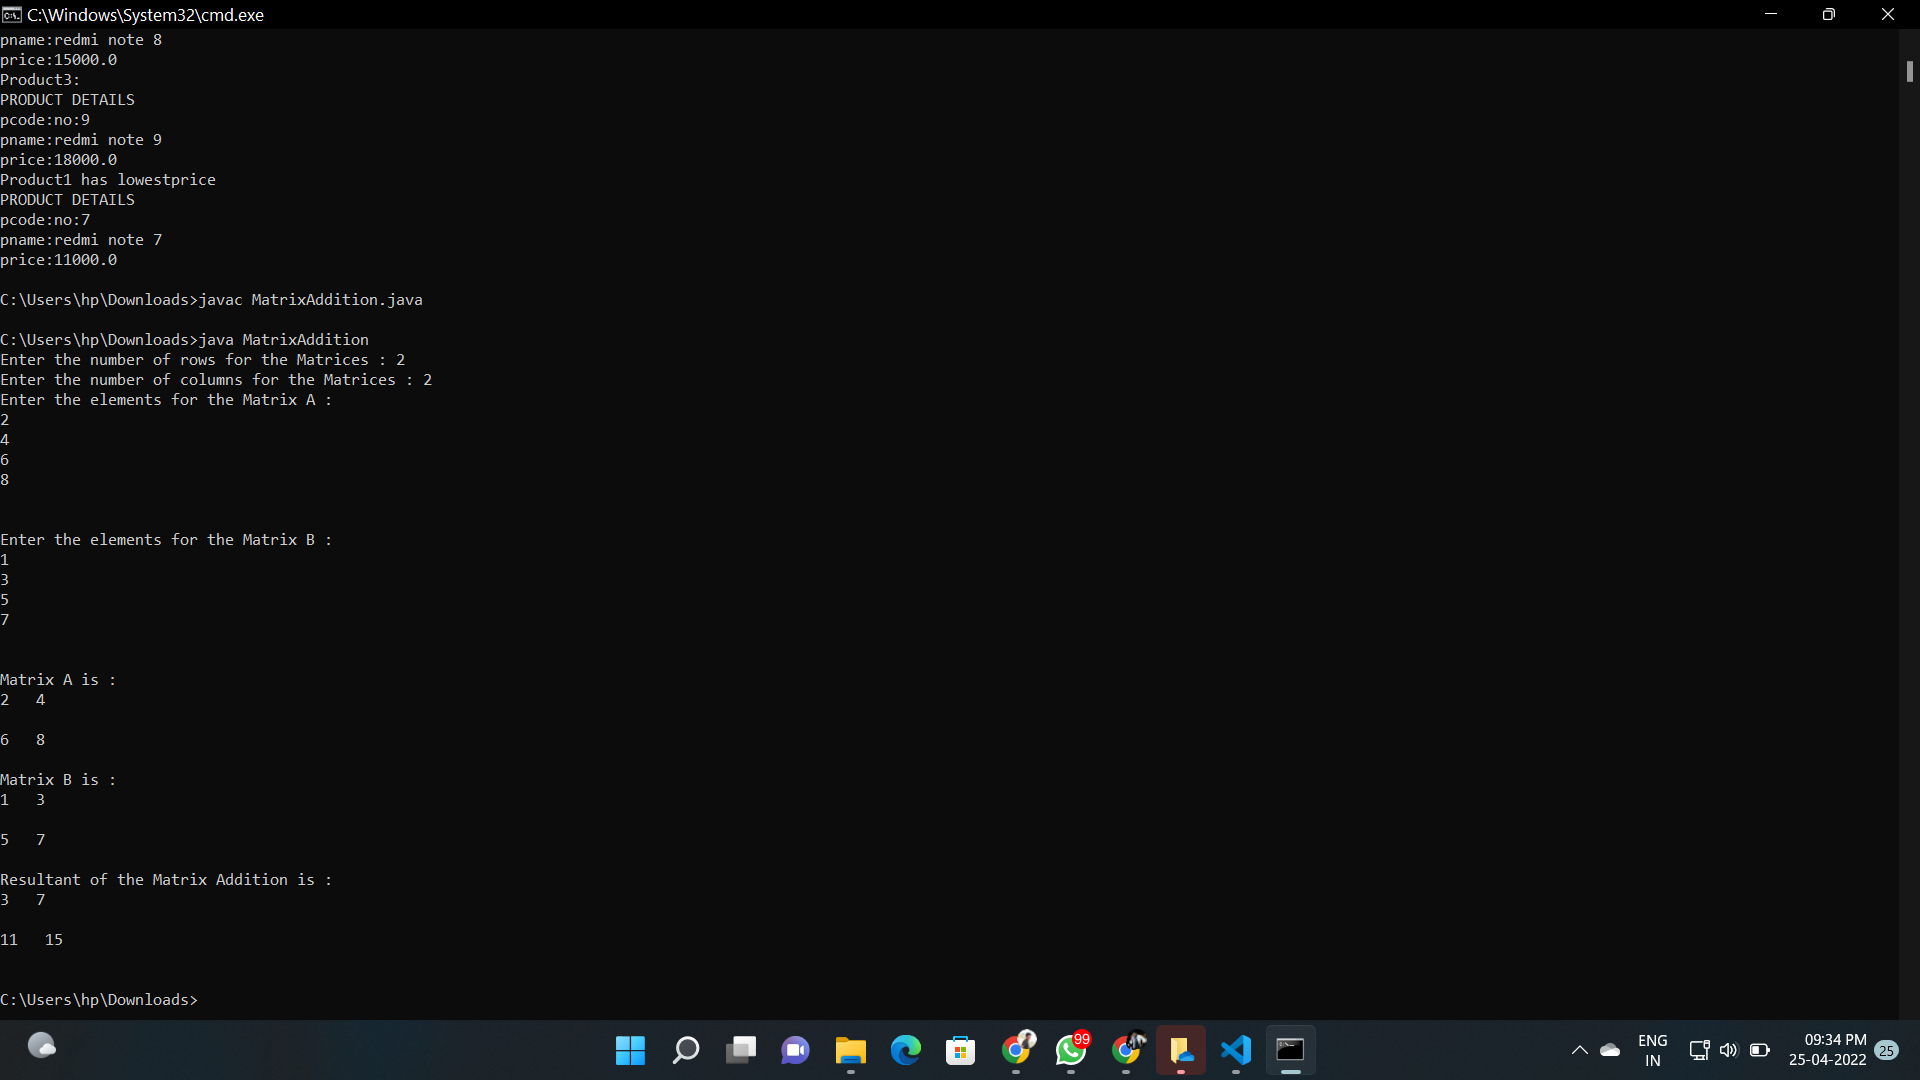 C:\Windows\System32\cmd.exe
pname:redmi note 8
price:15000.0
Product3:
PRODUCT DETAILS
pcode:no:9
pname:redmi note 9
price:18000.0
Product1 has lowestprice
PRODUCT DETAILS
pcode:no:7
pname:redmi note 7
price:11000.0
C:\Users\hp\Downloads>javac MatrixAddition.java
C:\Users\hp\Downloads>java MatrixAddition
Enter the number of rows for the Matrices : 2
Enter the number of columns for the Matrices : 2
Enter the elements for the Matrix A :
2
4
6
8
Enter the elements for the Matrix B :
1
3
5
7
Matrix A is :
2   4
6   8
Matrix B is :
1   3
5   7
Resultant of the Matrix Addition is :
3   7
11   15
C:\Users\hp\Downloads>
99
ENG
IN
09:34 PM
25-04-2022
25